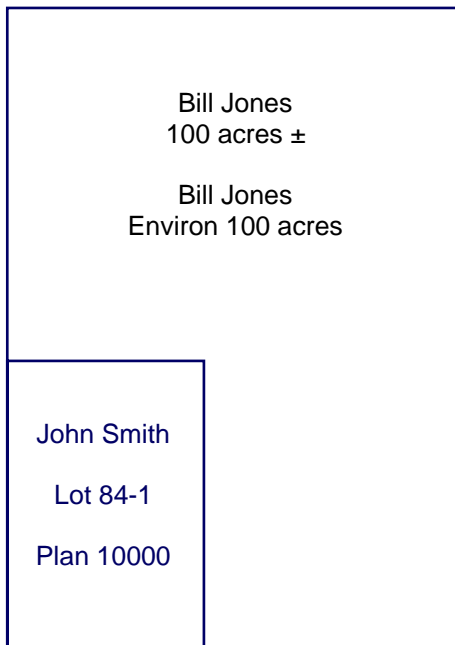 Bill Jones
100 acres ±
Bill Jones
Environ 100 acres
John Smith
Lot 84-1
Plan 10000